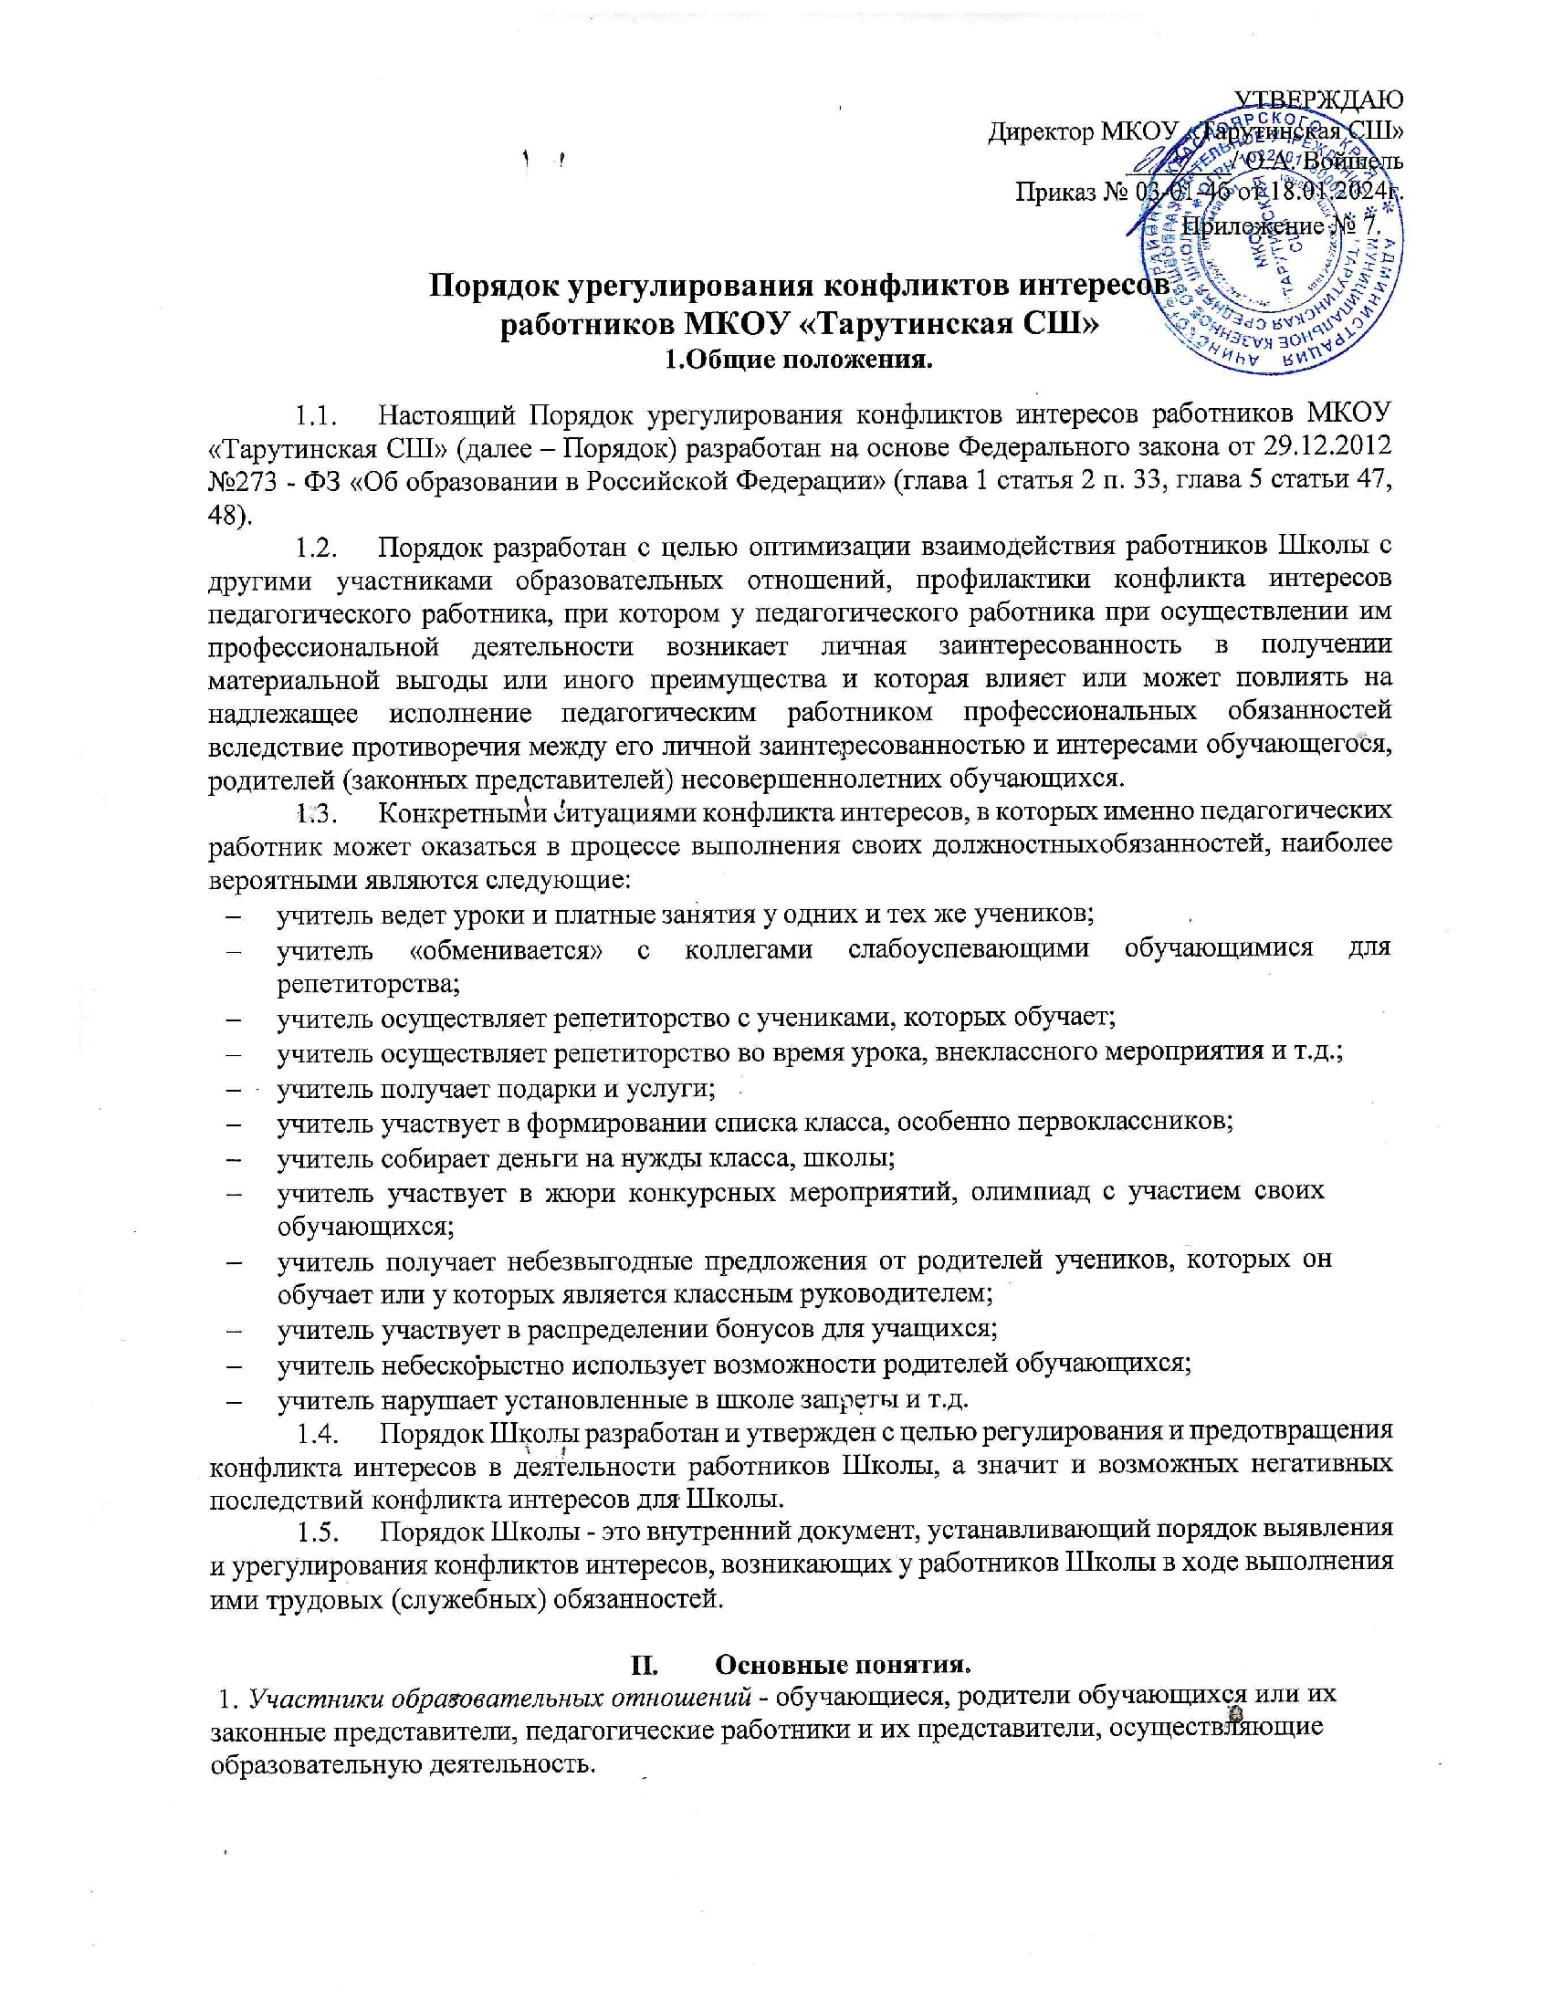 УТВЕРЖДАЮ
Директор МКОУ «Тарутинская СШ»
/ О.А. Войшель
Приказ № 03-01-46 от 18.01.2024г.
Приложение № 7.
Порядок урегулирования конфликтов интересов
работников МКОУ «Тарутинская СШ»
1.Общие положения.
1.1. Настоящий Порядок урегулирования конфликтов интересов работников МКОУ
«Тарутинская СШ» (далее – Порядок) разработан на основе Федерального закона от 29.12.2012
№273 - ФЗ «Об образовании в Российской Федерации» (глава 1 статья 2 п. 33, глава 5 статьи 47,
48).
1.2. Порядок разработан с целью оптимизации взаимодействия работников Школы с
другими участниками образовательных отношений, профилактики конфликта интересов
педагогического работника, при котором у педагогического работника при осуществлении им
профессиональной деятельности возникает личная заинтересованность в получении
материальной выгоды или иного преимущества и которая влияет или может повлиять на
надлежащее исполнение педагогическим работником профессиональных обязанностей
вследствие противоречия между его личной заинтересованностью и интересами обучающегося,
родителей (законных представителей) несовершеннолетних обучающихся.
1.3. Конкретными ситуациями конфликта интересов, в которых именно педагогических
работник может оказаться в процессе выполнения своих должностныхобязанностей, наиболее
вероятными являются следующие:
– учитель ведет уроки и платные занятия у одних и тех же учеников;
– учитель «обменивается» с коллегами слабоуспевающими обучающимися для
репетиторства;
– учитель осуществляет репетиторство с учениками, которых обучает;
– учитель осуществляет репетиторство во время урока, внеклассного мероприятия и т.д.;
– учитель получает подарки и услуги;
– учитель участвует в формировании списка класса, особенно первоклассников;
– учитель собирает деньги на нужды класса, школы;
– учитель участвует в жюри конкурсных мероприятий, олимпиад с участием своих
обучающихся;
– учитель получает небезвыгодные предложения от родителей учеников, которых он
обучает или у которых является классным руководителем;
– учитель участвует в распределении бонусов для учащихся;
– учитель небескорыстно использует возможности родителей обучающихся;
– учитель нарушает установленные в школе запреты и т.д.
1.4. Порядок Школы разработан и утвержден с целью регулирования и предотвращения
конфликта интересов в деятельности работников Школы, а значит и возможных негативных
последствий конфликта интересов для Школы.
1.5. Порядок Школы - это внутренний документ, устанавливающий порядок выявления
и урегулирования конфликтов интересов, возникающих у работников Школы в ходе выполнения
ими трудовых (служебных) обязанностей.
II. Основные понятия.
1. Участники образовательных отношений - обучающиеся, родители обучающихся или их
законные представители, педагогические работники и их представители, осуществляющие
образовательную деятельность.
АДМИНИСТРАЦИЯ АЧИНСКОГО РАЙОНА КРАСНОЯРСКОГО КРАЯ
МУНИЦИПАЛЬНОЕ КАЗЕННОЕ ОБЩЕОБРАЗОВАТЕЛЬНОЕ УЧРЕЖДЕНИЕ
"ТАРУТИНСКАЯ СРЕДНЯЯ ШКОЛА"
МКОУ
"ТАРУТИНСКАЯ
СШ"